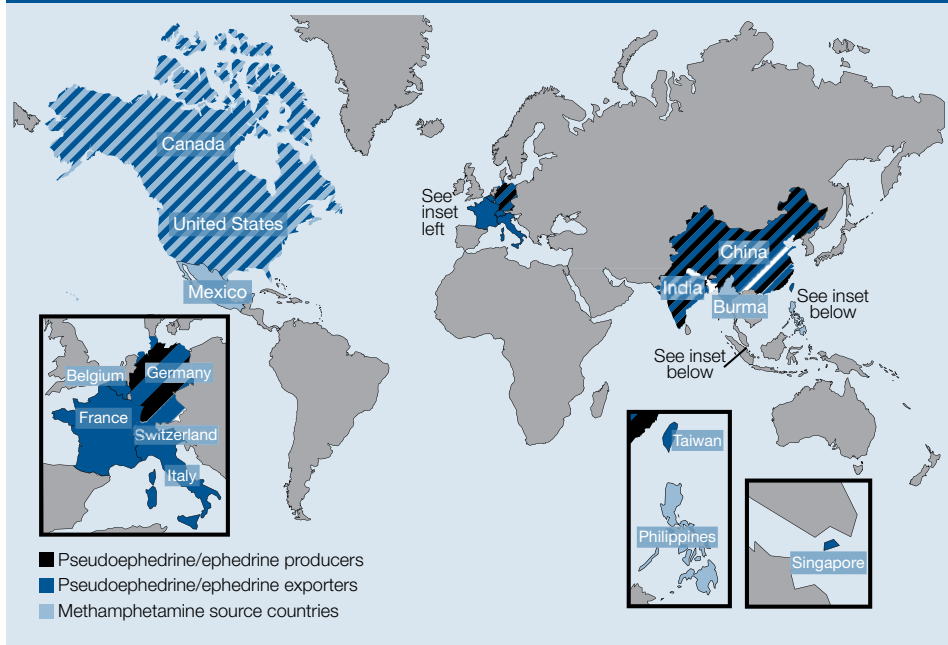 Canada
United States
Mexico
See
inset
left
China
India
Burma
See inset
below
See inset
below
Belgium
Germany
France
Switzerland
Italy
Taiwan
Philippines
Singapore
Pseudoephedrine/ephedrine producers
Pseudoephedrine/ephedrine exporters
Methamphetamine source countries